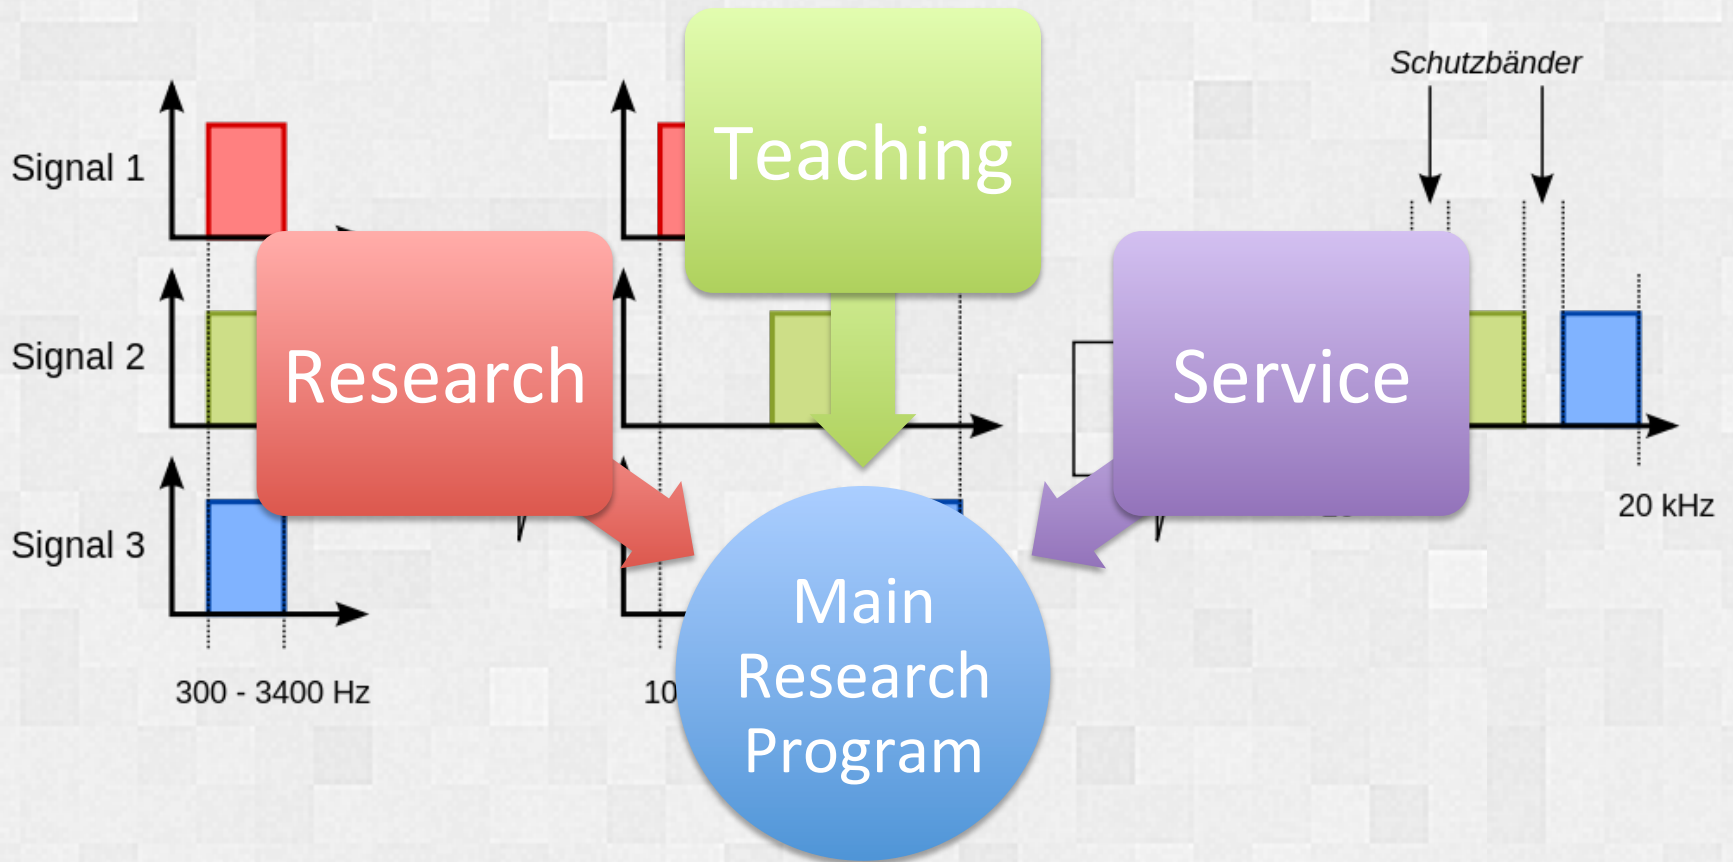 Schutzbänder
Signal 1
Teaching
Signal 2
Research
Service
Signal 3
20 kHz
Main
Research
Program
300 - 3400 Hz
10